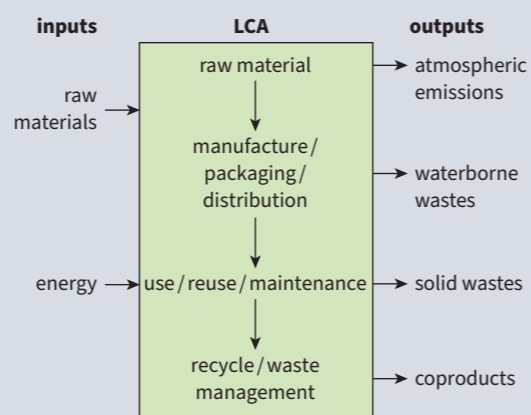 inputs
LCA
outputs
raw
materials
energy
raw material
manufacture/
packaging/
distribution
use/reuse/maintenance
recycle/waste
management
atmospheric
emissions
waterborne
wastes
solid wastes
coproducts